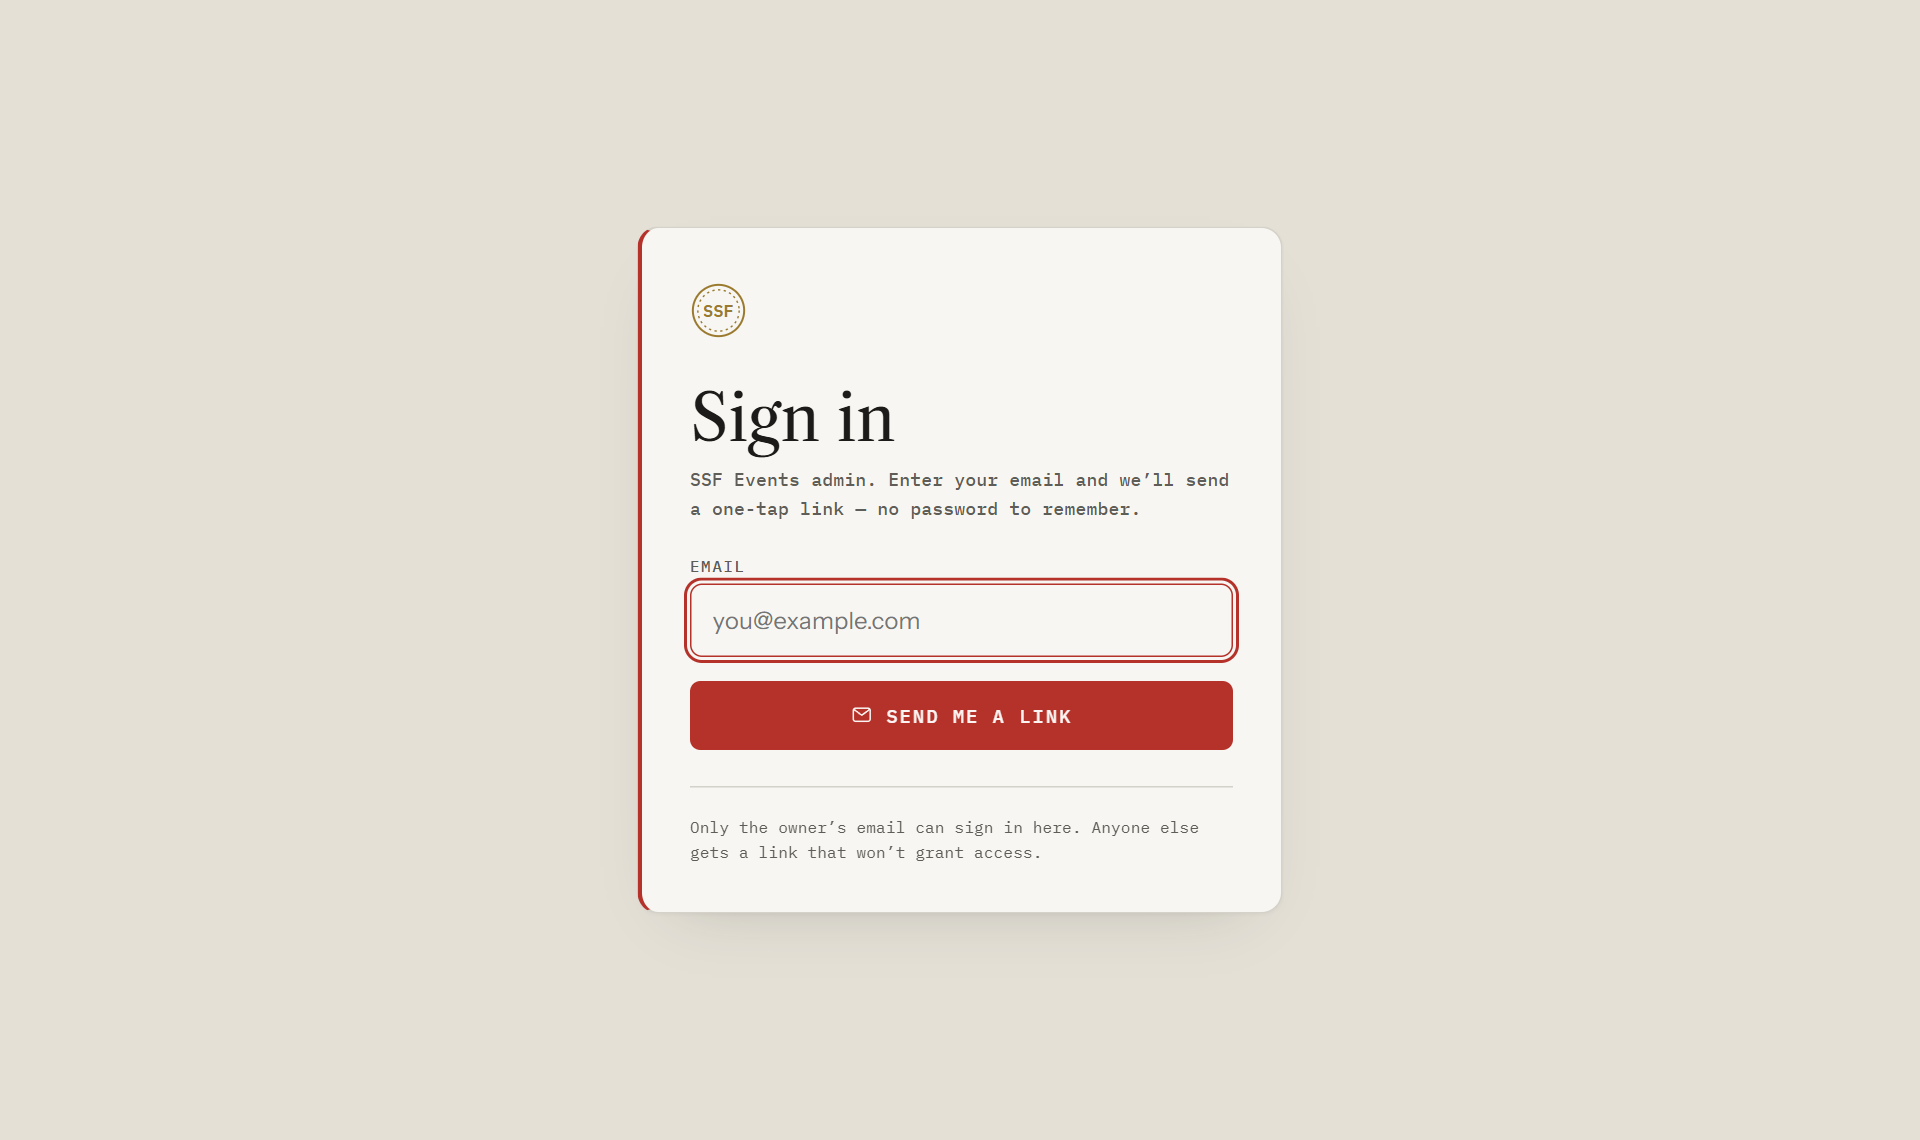 SSF
Sign in
SSF Events admin. Enter your email and we’ll send
a one-tap link — no password to remember.
EMAIL
you@example.com
SEND ME A LINK
Only the owner’s email can sign in here. Anyone else
gets a link that won’t grant access.